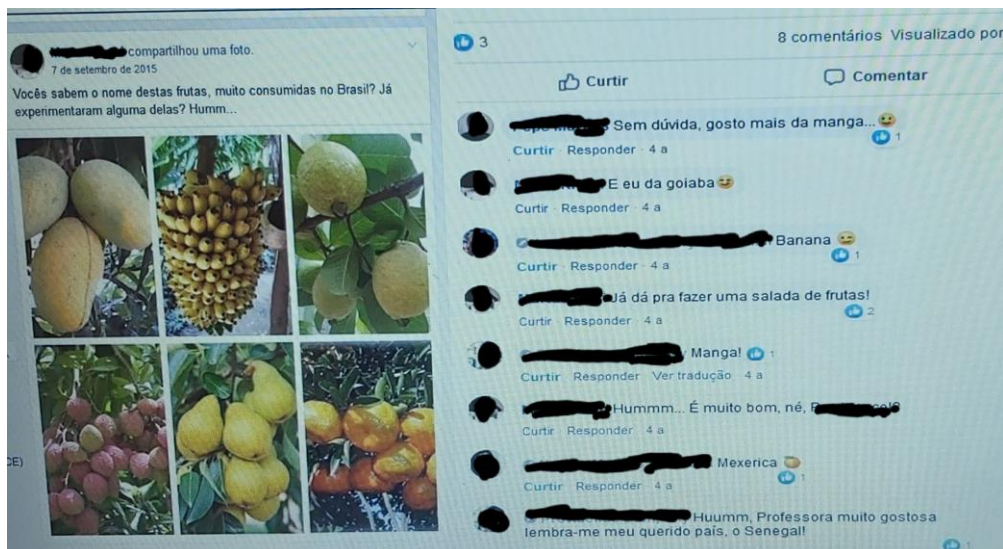 compartilhou uma foto.
7 de setembro de 2015
Vocês sabem o nome destas frutas, muito consumidas no Brasil? Já
experimentaram alguma delas? Humm...
CE)
3
8 comentários Visualizado por
Curtir
Comentar
Sem dúvida, gosto mais da manga...
1
Curtir · Responder · 4 a
E eu da goiaba
Curtir · Responder · 4 a
Banana
1
Curtir · Responder · 4 a
Já dá pra fazer uma salada de frutas!
2
Curtir · Responder · 4 a
Manga! 1
Curtir Responder Ver tradução · 4 a
Hummm... É muito bom, né,
Curtir · Responder · 4 a
Mexerica
1
Curtir · Responder · 4 a
Huumm, Professora muito gostosa
lembra-me meu querido país, o Senegal!
1